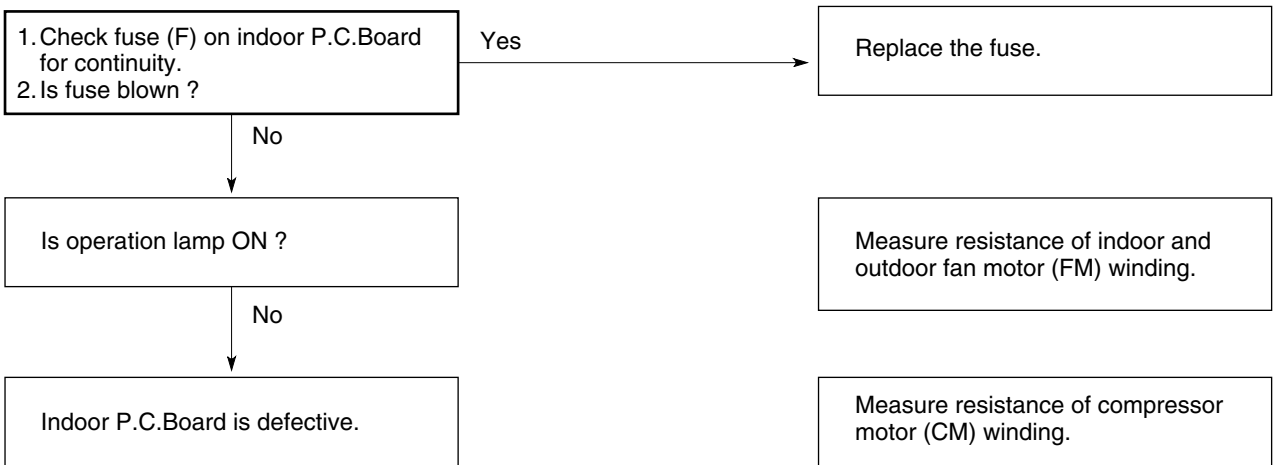 1. Check fuse (F) on indoor P.C.Board
for continuity.
2. Is fuse blown ?
Yes
Replace the fuse.
No
Is operation lamp ON ?
Measure resistance of indoor and
outdoor fan motor (FM) winding.
No
Indoor P.C.Board is defective.
Measure resistance of compressor
motor (CM) winding.